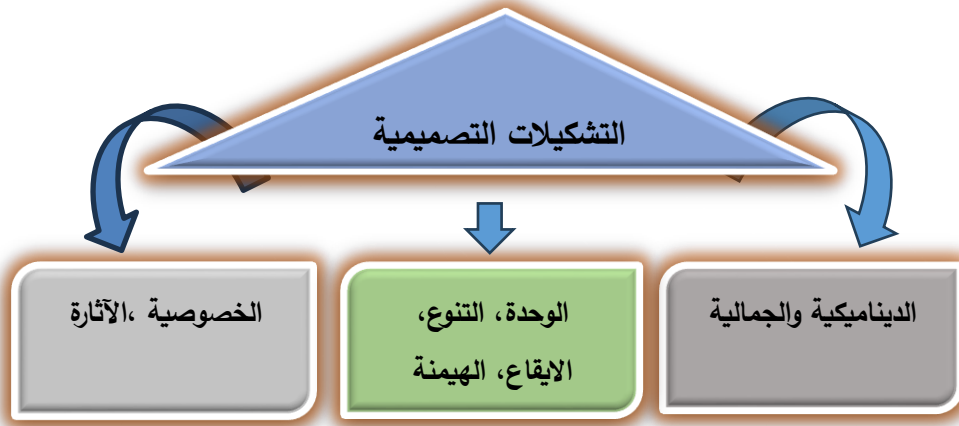 التشكيلات التصميمية
الديناميكية والجمالية
الوحدة، التنوع،
الايقاع، الهيمنة
الخصوصية ،الآثارة